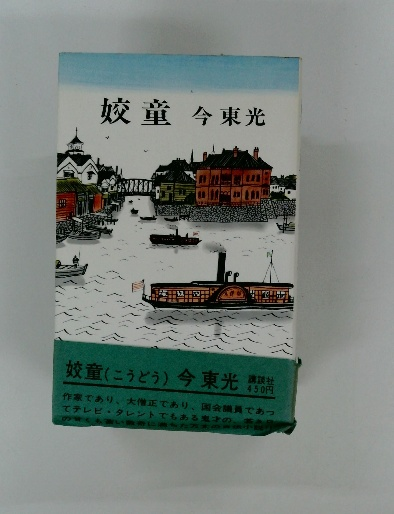 姣童 今東光
姣童(こうどう) 今東光 講談社
450円
作家であり、大僧正であり、国会議員であっ
てテレビ・タレントでもある鬼才の、